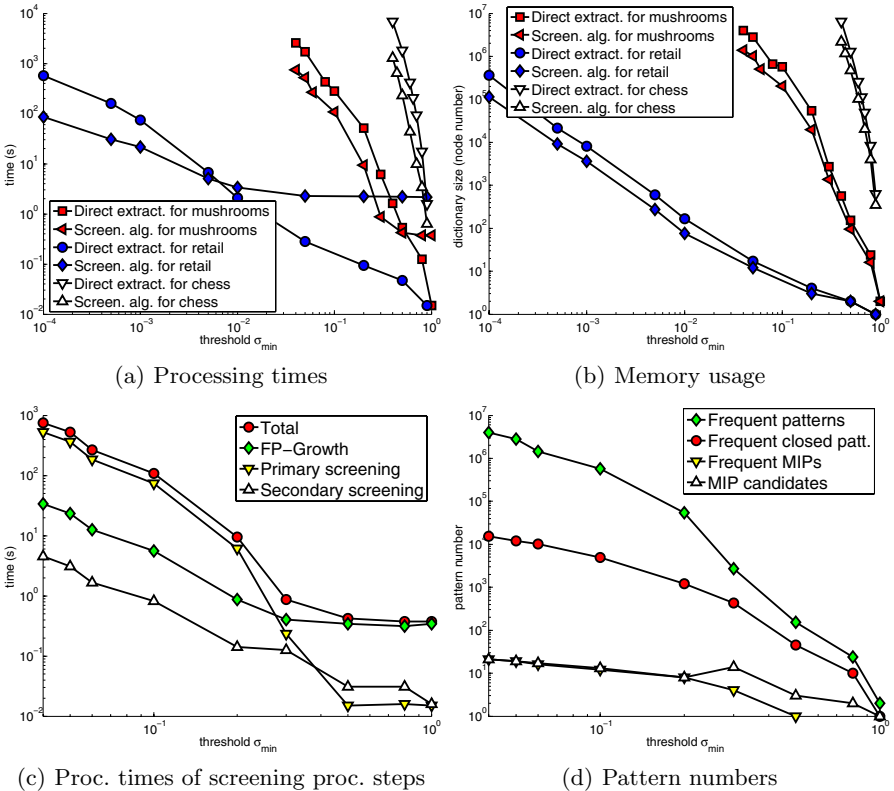 10^5
10^4
10^3
10^2
10^1
10^0
10^−1
10^−2
time (s)
Direct extract. for mushrooms
Screen. alg. for mushrooms
Direct extract. for retail
Screen. alg. for retail
Direct extract. for chess
Screen. alg. for chess
10^−4 10^−3 10^−2 10^−1 10^0
threshold σ_min
(a) Processing times
10^7
10^6
10^5
10^4
10^3
10^2
10^1
10^0
dictionary size (node number)
Direct extract. for mushrooms
Screen. alg. for mushrooms
Direct extract. for retail
Screen. alg. for retail
Direct extract. for chess
Screen. alg. for chess
10^−4 10^−3 10^−2 10^−1 10^0
threshold σ_min
(b) Memory usage
10^3
10^2
10^1
10^0
10^−1
10^−2
time (s)
Total
FP−Growth
Primary screening
Secondary screening
10^−1 10^0
threshold σ_min
(c) Proc. times of screening proc. steps
10^7
10^6
10^5
10^4
10^3
10^2
10^1
10^0
pattern number
Frequent patterns
Frequent closed patt.
Frequent MIPs
MIP candidates
10^−1 10^0
threshold σ_min
(d) Pattern numbers